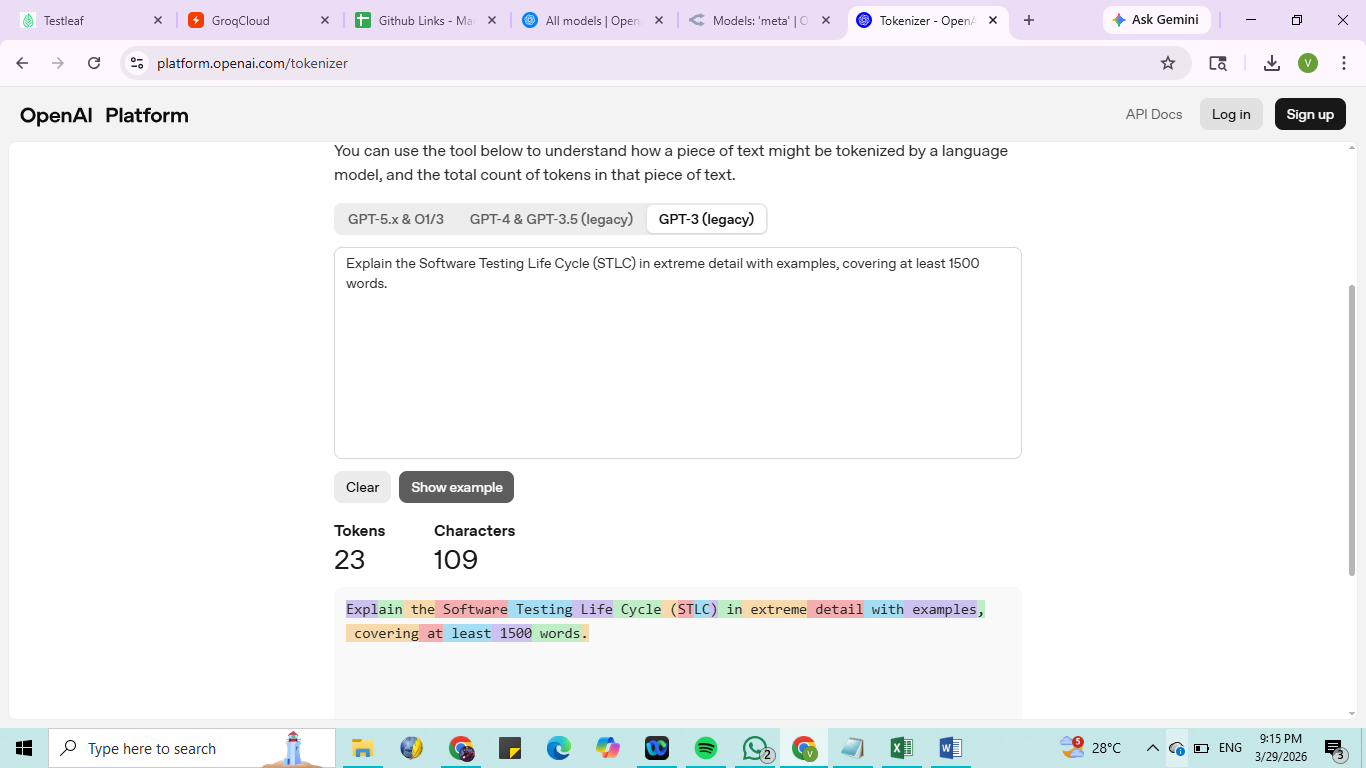 Testleaf
GroqCloud
Github Links - Ma
All models | Open
Models: 'meta' | O
Tokenizer - OpenA
Ask Gemini
platform.openai.com/tokenizer
V
OpenAI Platform
API Docs
Log in
Sign up
You can use the tool below to understand how a piece of text might be tokenized by a language
model, and the total count of tokens in that piece of text.
GPT-5.x & O1/3
GPT-4 & GPT-3.5 (legacy)
GPT-3 (legacy)
Explain the Software Testing Life Cycle (STLC) in extreme detail with examples, covering at least 1500
words.
Clear
Show example
Tokens
Characters
23
109
Explain the Software Testing Life Cycle (STLC) in extreme detail with examples,
covering at least 1500 words.
Type here to search
2
V
5
28°C
ENG
9:15 PM
3/29/2026
3